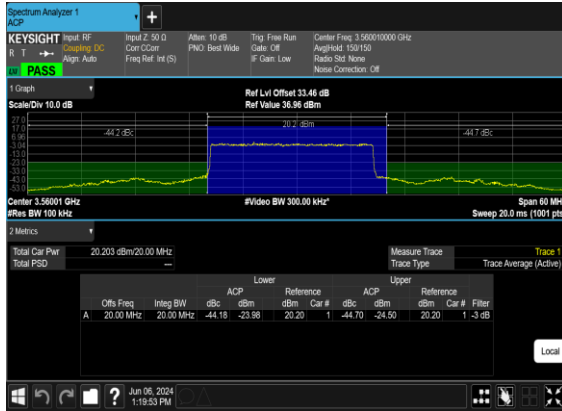 Spectrum Analyzer 1
ACP
+
KEYSIGHT Input: RF Input Z: 50 Ω Atten: 10 dB Trig: Free Run Center Freq: 3.560010000 GHz
R T Coupling: DC Corr CCorr PNO: Best Wide Gate: Off Avg|Hold: 150/150
Align: Auto Freq Ref: Int (S) IF Gain: Low Radio Std: None
LXI PASS Noise Correction: Off
1 Graph Ref Lvl Offset 33.46 dB
Scale/Div 10.0 dB Ref Value 36.96 dBm
27.0
17.0 -44.2 dBc 20.2 dBm -44.7 dBc
6.96
-3.04
-13.0
-23.0
-33.0
-43.0
-53.0
Center 3.56001 GHz #Video BW 300.00 kHz* Span 60 MH
#Res BW 100 kHz Sweep 20.0 ms (1001 pts
2 Metrics
Total Car Pwr 20.203 dBm/20.00 MHz Measure Trace Trace 1
Total PSD --- Trace Type Trace Average (Active)
Lower Upper
ACP Reference ACP Reference
Offs Freq Integ BW dBc dBm dBm Car # dBc dBm dBm Car # Filter
A 20.00 MHz 20.00 MHz -44.18 -23.98 20.20 1 -44.70 -24.50 20.20 1 -3 dB
Local
? Jun 06, 2024
1:19:53 PM